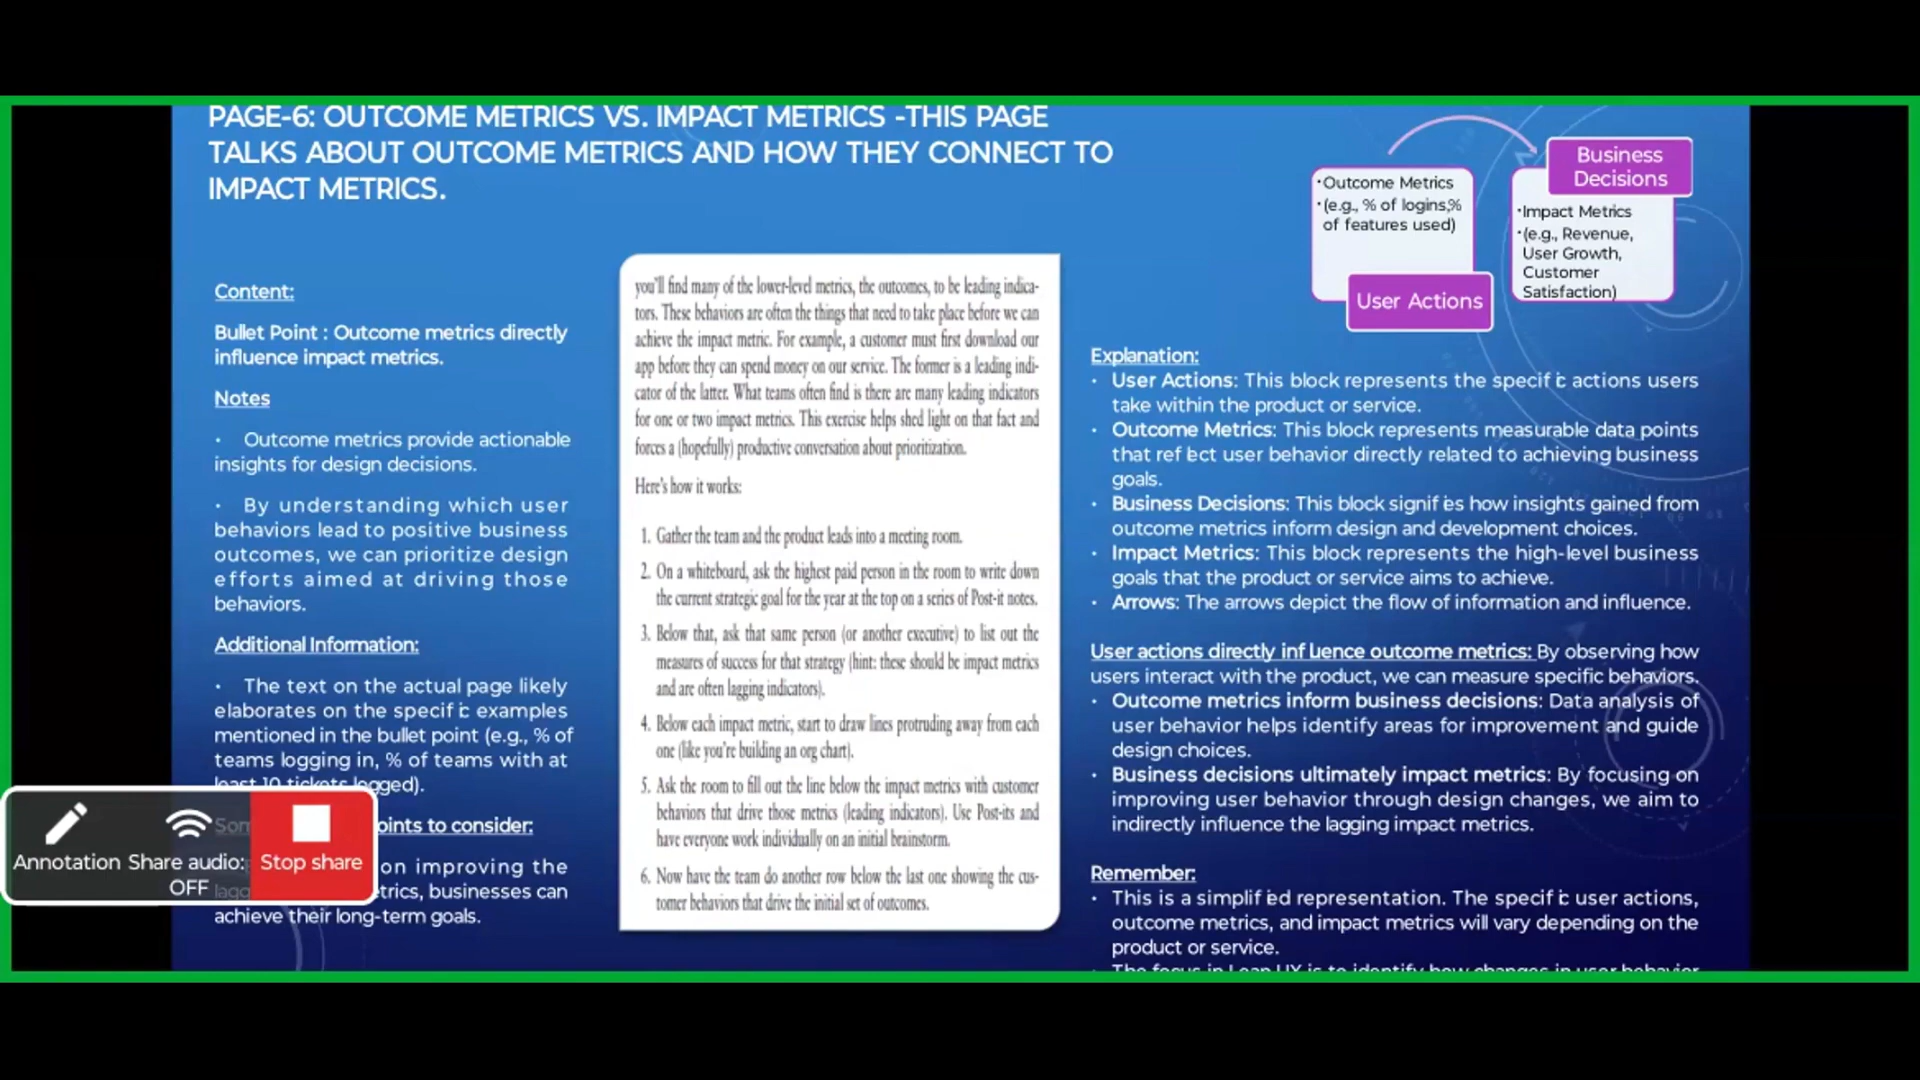 PAGE-6: OUTCOME METRICS VS. IMPACT METRICS -THIS PAGE
TALKS ABOUT OUTCOME METRICS AND HOW THEY CONNECT TO
IMPACT METRICS.
Content:
Bullet Point : Outcome metrics directly
influence impact metrics.
Notes
• Outcome metrics provide actionable
insights for design decisions.
• By understanding which user
behaviors lead to positive business
outcomes, we can prioritize design
efforts aimed at driving those
behaviors.
Additional Information:
• The text on the actual page likely
elaborates on the specific examples
mentioned in the bullet point (e.g., % of
teams logging in, % of teams with at
least 10 tickets logged).
Som oints to consider:
on improving the
lagg etrics, businesses can
achieve their long-term goals.
Annotation
Share audio:
OFF
Stop share
you'll find many of the lower-level metrics, the outcomes, to be leading indica-
tors. These behaviors are often the things that need to take place before we can
achieve the impact metric. For example, a customer must first download our
app before they can spend money on our service. The former is a leading indi-
cator of the latter. What teams often find is there are many leading indicators
for one or two impact metrics. This exercise helps shed light on that fact and
forces a (hopefully) productive conversation about prioritization.
Here's how it works:
1. Gather the team and the product leads into a meeting room.
2. On a whiteboard, ask the highest paid person in the room to write down
the current strategic goal for the year at the top on a series of Post-it notes.
3. Below that, ask that same person (or another executive) to list out the
measures of success for that strategy (hint: these should be impact metrics
and are often lagging indicators).
4. Below each impact metric, start to draw lines protruding away from each
one (like you're building an org chart).
5. Ask the room to fill out the line below the impact metrics with customer
behaviors that drive those metrics (leading indicators). Use Post-its and
have everyone work individually on an initial brainstorm.
6. Now have the team do another row below the last one showing the cus-
tomer behaviors that drive the initial set of outcomes.
•Outcome Metrics
•(e.g., % of logins,%
of features used)
User Actions
Business
Decisions
•Impact Metrics
•(e.g., Revenue,
User Growth,
Customer
Satisfaction)
Explanation:
• User Actions: This block represents the specific actions users
take within the product or service.
• Outcome Metrics: This block represents measurable data points
that reflect user behavior directly related to achieving business
goals.
• Business Decisions: This block signifies how insights gained from
outcome metrics inform design and development choices.
• Impact Metrics: This block represents the high-level business
goals that the product or service aims to achieve.
• Arrows: The arrows depict the flow of information and influence.
User actions directly influence outcome metrics: By observing how
users interact with the product, we can measure specific behaviors.
• Outcome metrics inform business decisions: Data analysis of
user behavior helps identify areas for improvement and guide
design choices.
• Business decisions ultimately impact metrics: By focusing on
improving user behavior through design changes, we aim to
indirectly influence the lagging impact metrics.
Remember:
• This is a simplified representation. The specific user actions,
outcome metrics, and impact metrics will vary depending on the
product or service.
• The focus in Lean UX is to identify how changes in user behavior